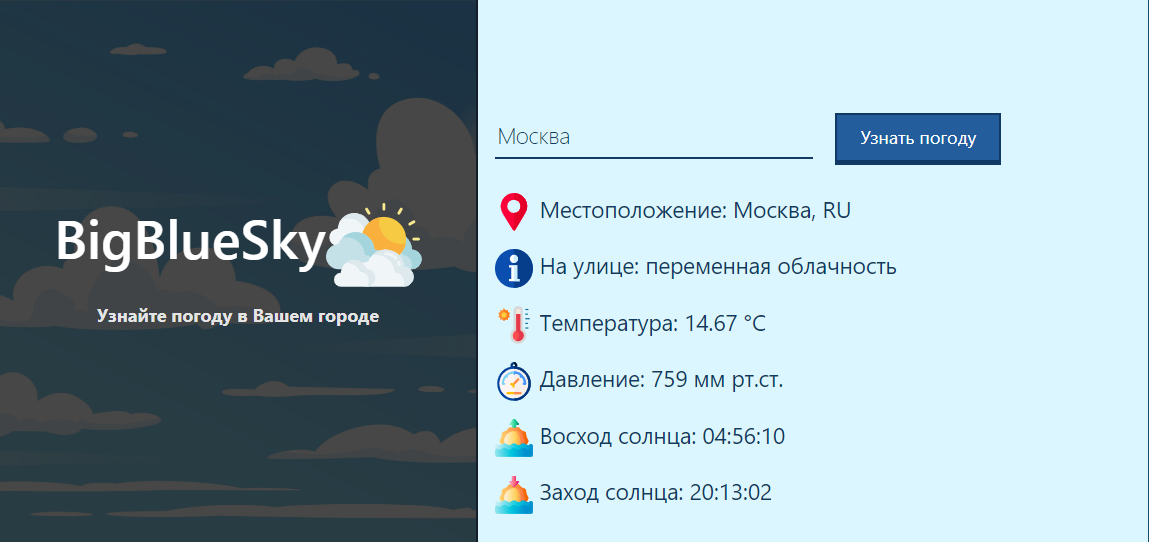 BigBlueSky
Узнайте погоду в Вашем городе
Москва
Узнать погоду
Местоположение: Москва, RU
На улице: переменная облачность
Температура: 14.67 °C
Давление: 759 мм рт.ст.
Восход солнца: 04:56:10
Заход солнца: 20:13:02